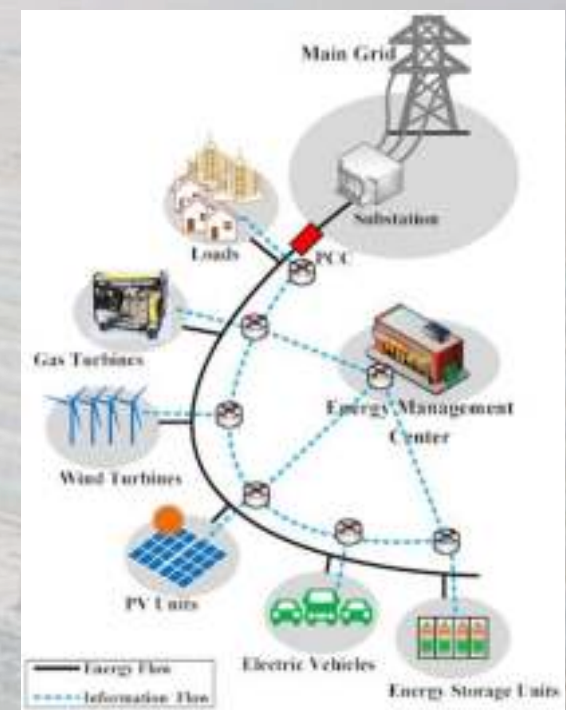 Main Grid
Substation
Loads
PCC
Gas Turbines
Energy Management
Center
Wind Turbines
PV Units
Electric Vehicles
Energy Storage Units
Energy Flow
Information Flow